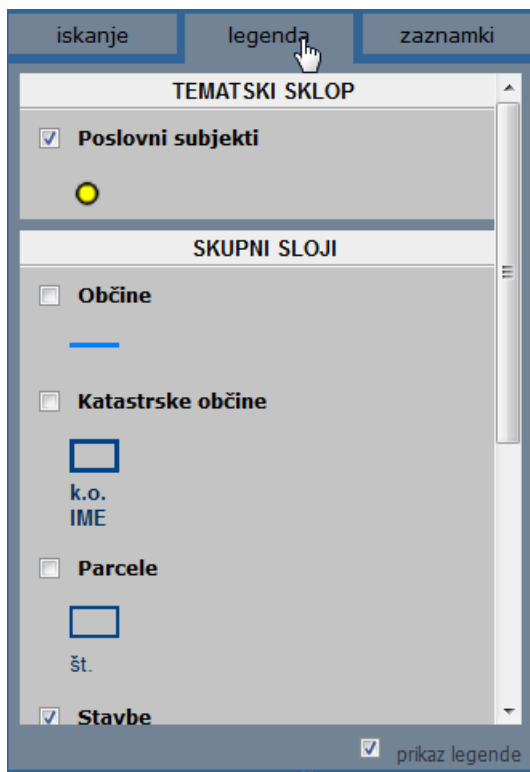 iskanje legenda zaznamki
TEMATSKI SKLOP
Poslovni subjekti
SKUPNI SLOJI
Občine
Katastrske občine
k.o.
IME
Parcele
št.
Stavbe
prikaz legende